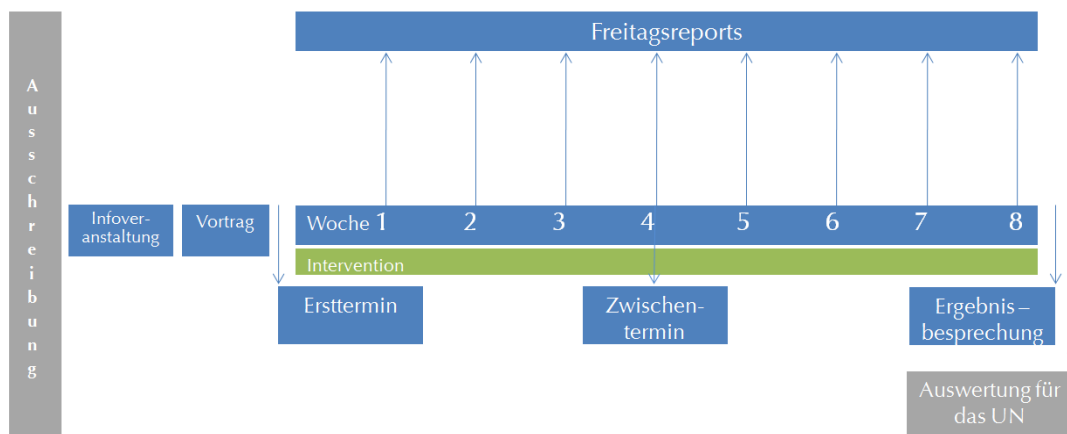 Ausschreibung
Freitagsreports
Infover-
anstaltung
Vortrag
Woche 1 2 3 4 5 6 7 8
Intervention
Ersttermin
Zwischen-
termin
Ergebnis –
besprechung
Auswertung für
das UN